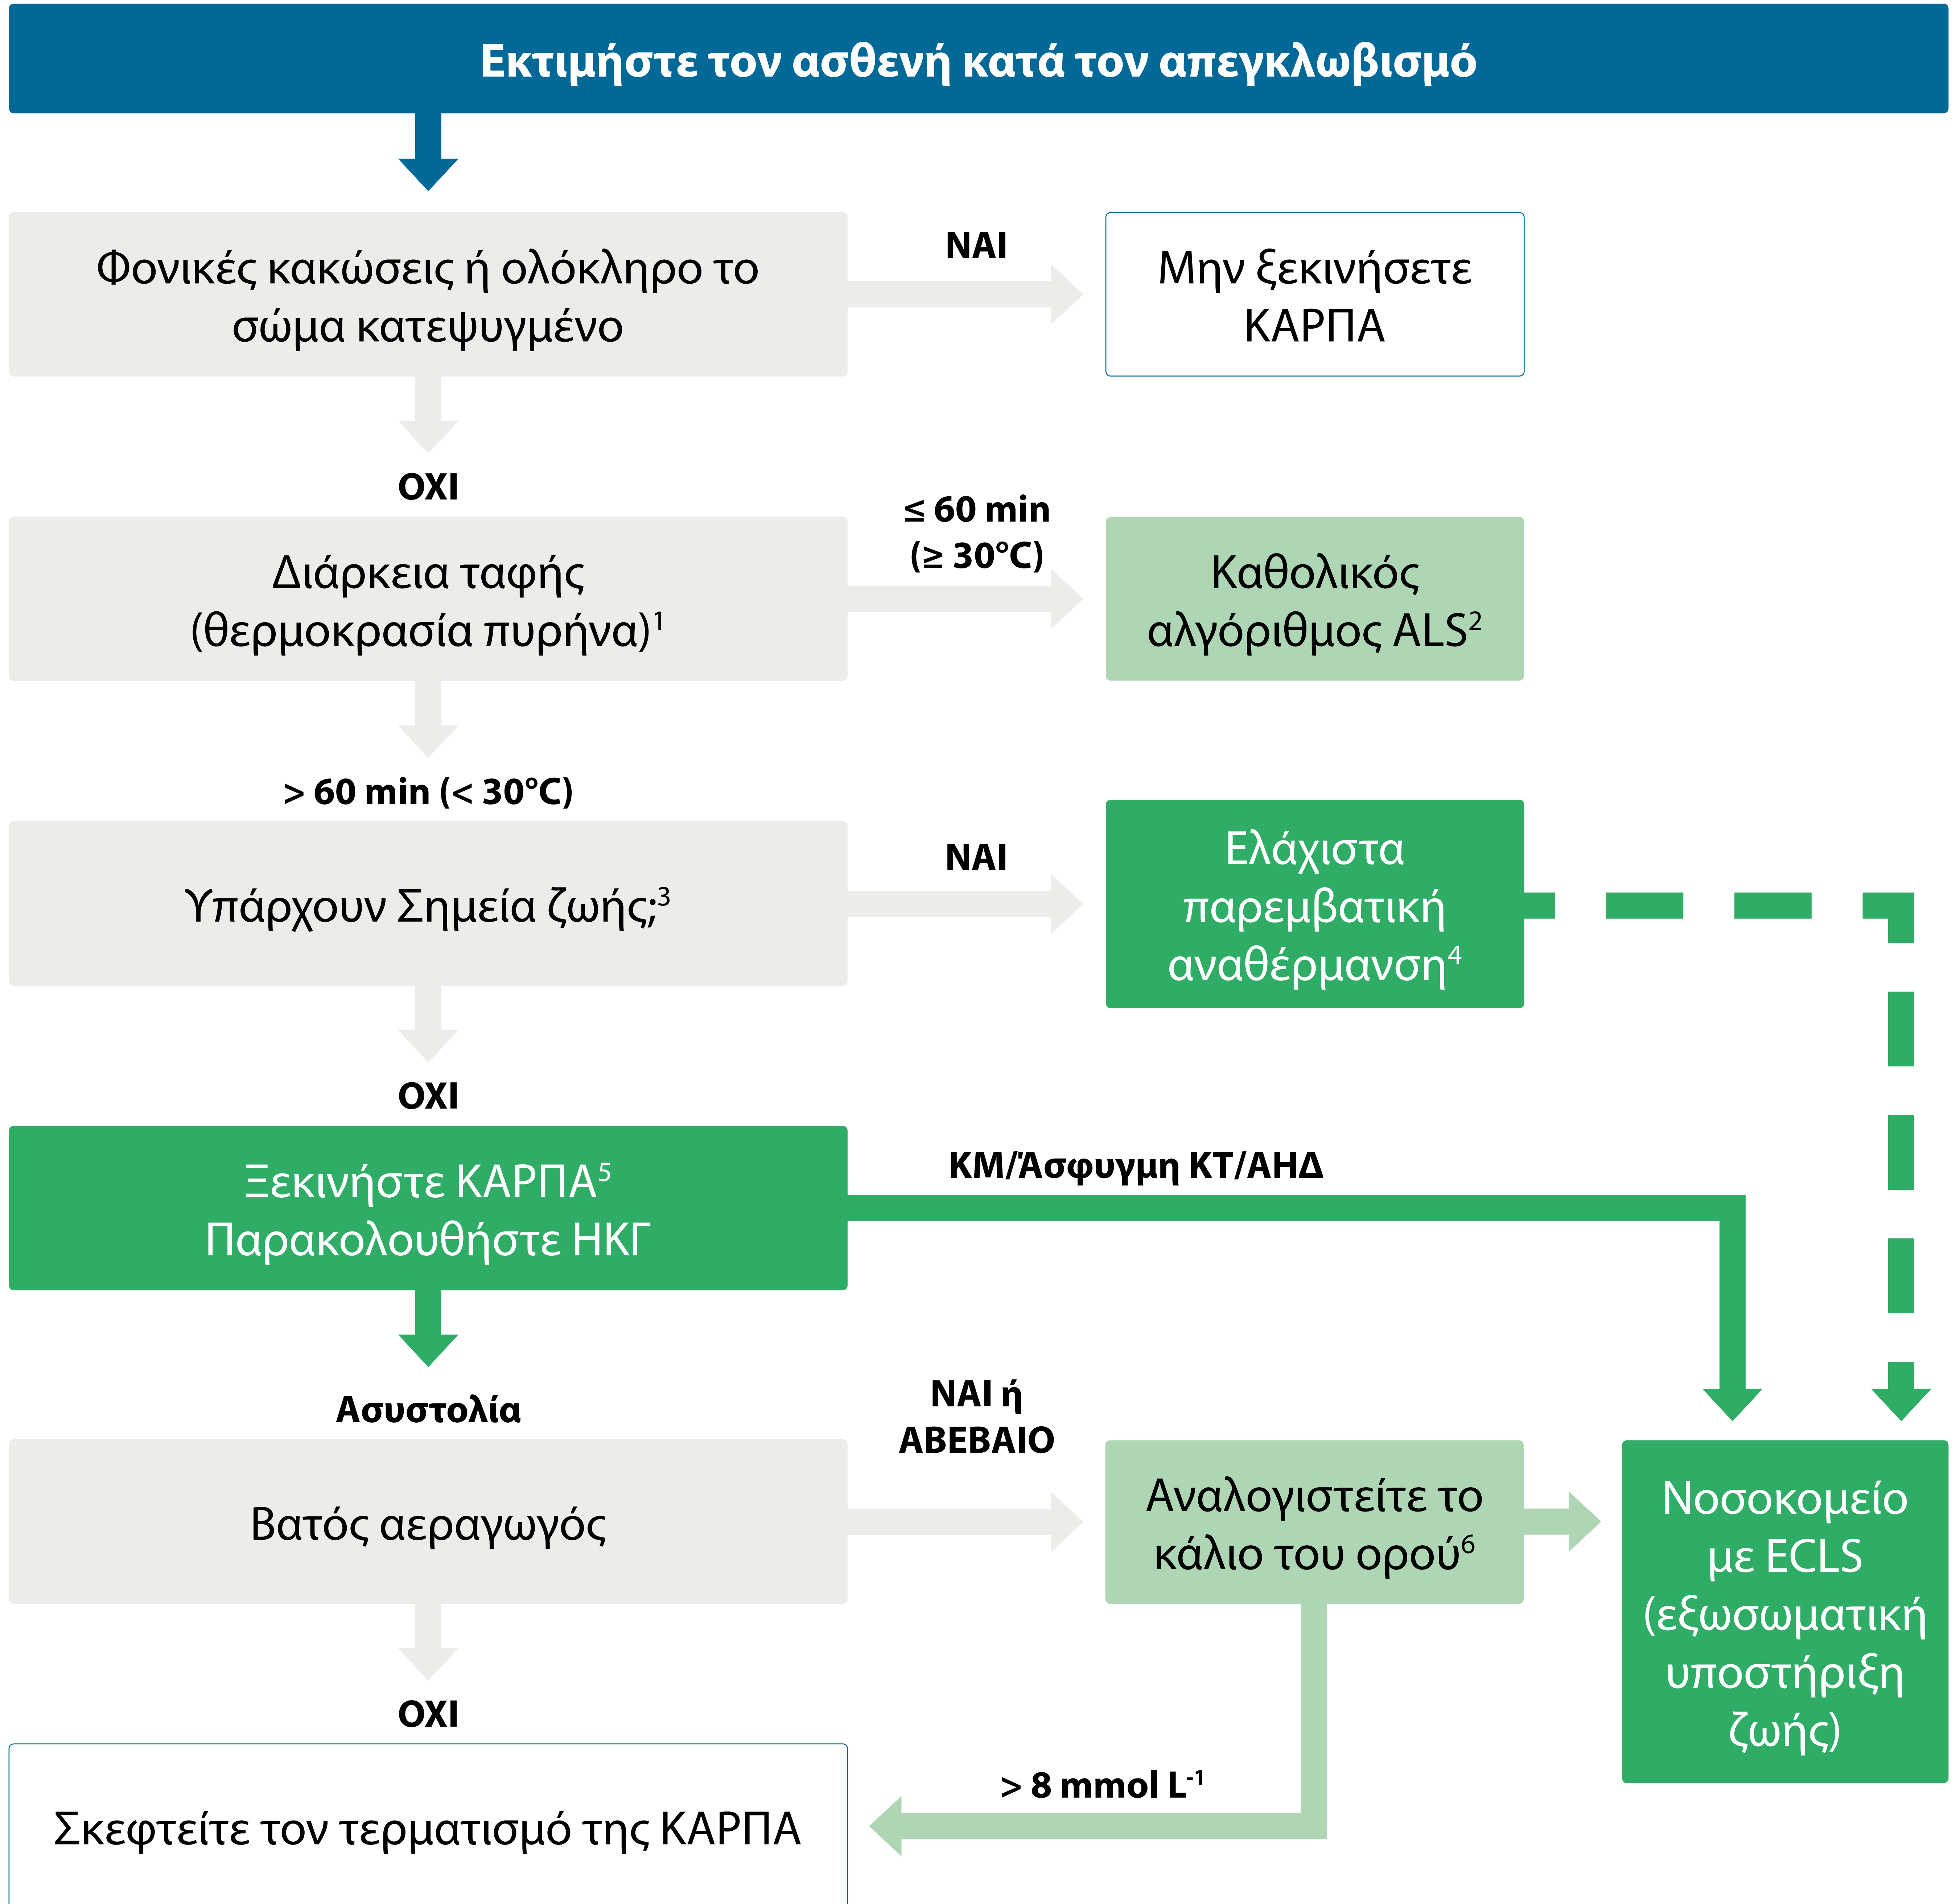 Εκτιμήστε τον ασθενή κατά τον απεγκλωβισμό
Φονικές κακώσεις ή ολόκληρο το
σώμα κατεψυγμένο
ΝΑΙ
Μην ξεκινήσετε
ΚΑΡΠΑ
ΟΧΙ
Διάρκεια ταφής
(θερμοκρασία πυρήνα)¹
≤ 60 min
(≥ 30°C)
Καθολικός
αλγόριθμος ALS²
> 60 min (< 30°C)
Υπάρχουν Σημεία ζωής;³
ΝΑΙ
Ελάχιστα
παρεμβατική
αναθέρμανση⁴
ΟΧΙ
Ξεκινήστε ΚΑΡΠΑ⁵
Παρακολουθήστε ΗΚΓ
ΚΜ/Άσφυγμη ΚΤ/ΑΗΔ
Ασυστολία
Βατός αεραγωγός
ΝΑΙ ή
ΑΒΕΒΑΙΟ
Αναλογιστείτε το
κάλιο του ορού⁶
Νοσοκομείο
με ECLS
(εξωσωματική
υποστήριξη
ζωής)
ΟΧΙ
> 8 mmol L⁻¹
Σκεφτείτε τον τερματισμό της ΚΑΡΠΑ